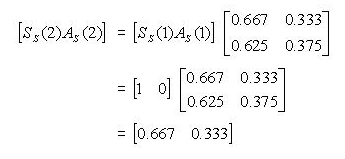 [S_s(2)A_s(2)] = [S_s(1)A_s(1)] [0.667 0.333
0.625 0.375]
= [1 0] [0.667 0.333
0.625 0.375]
= [0.667 0.333]